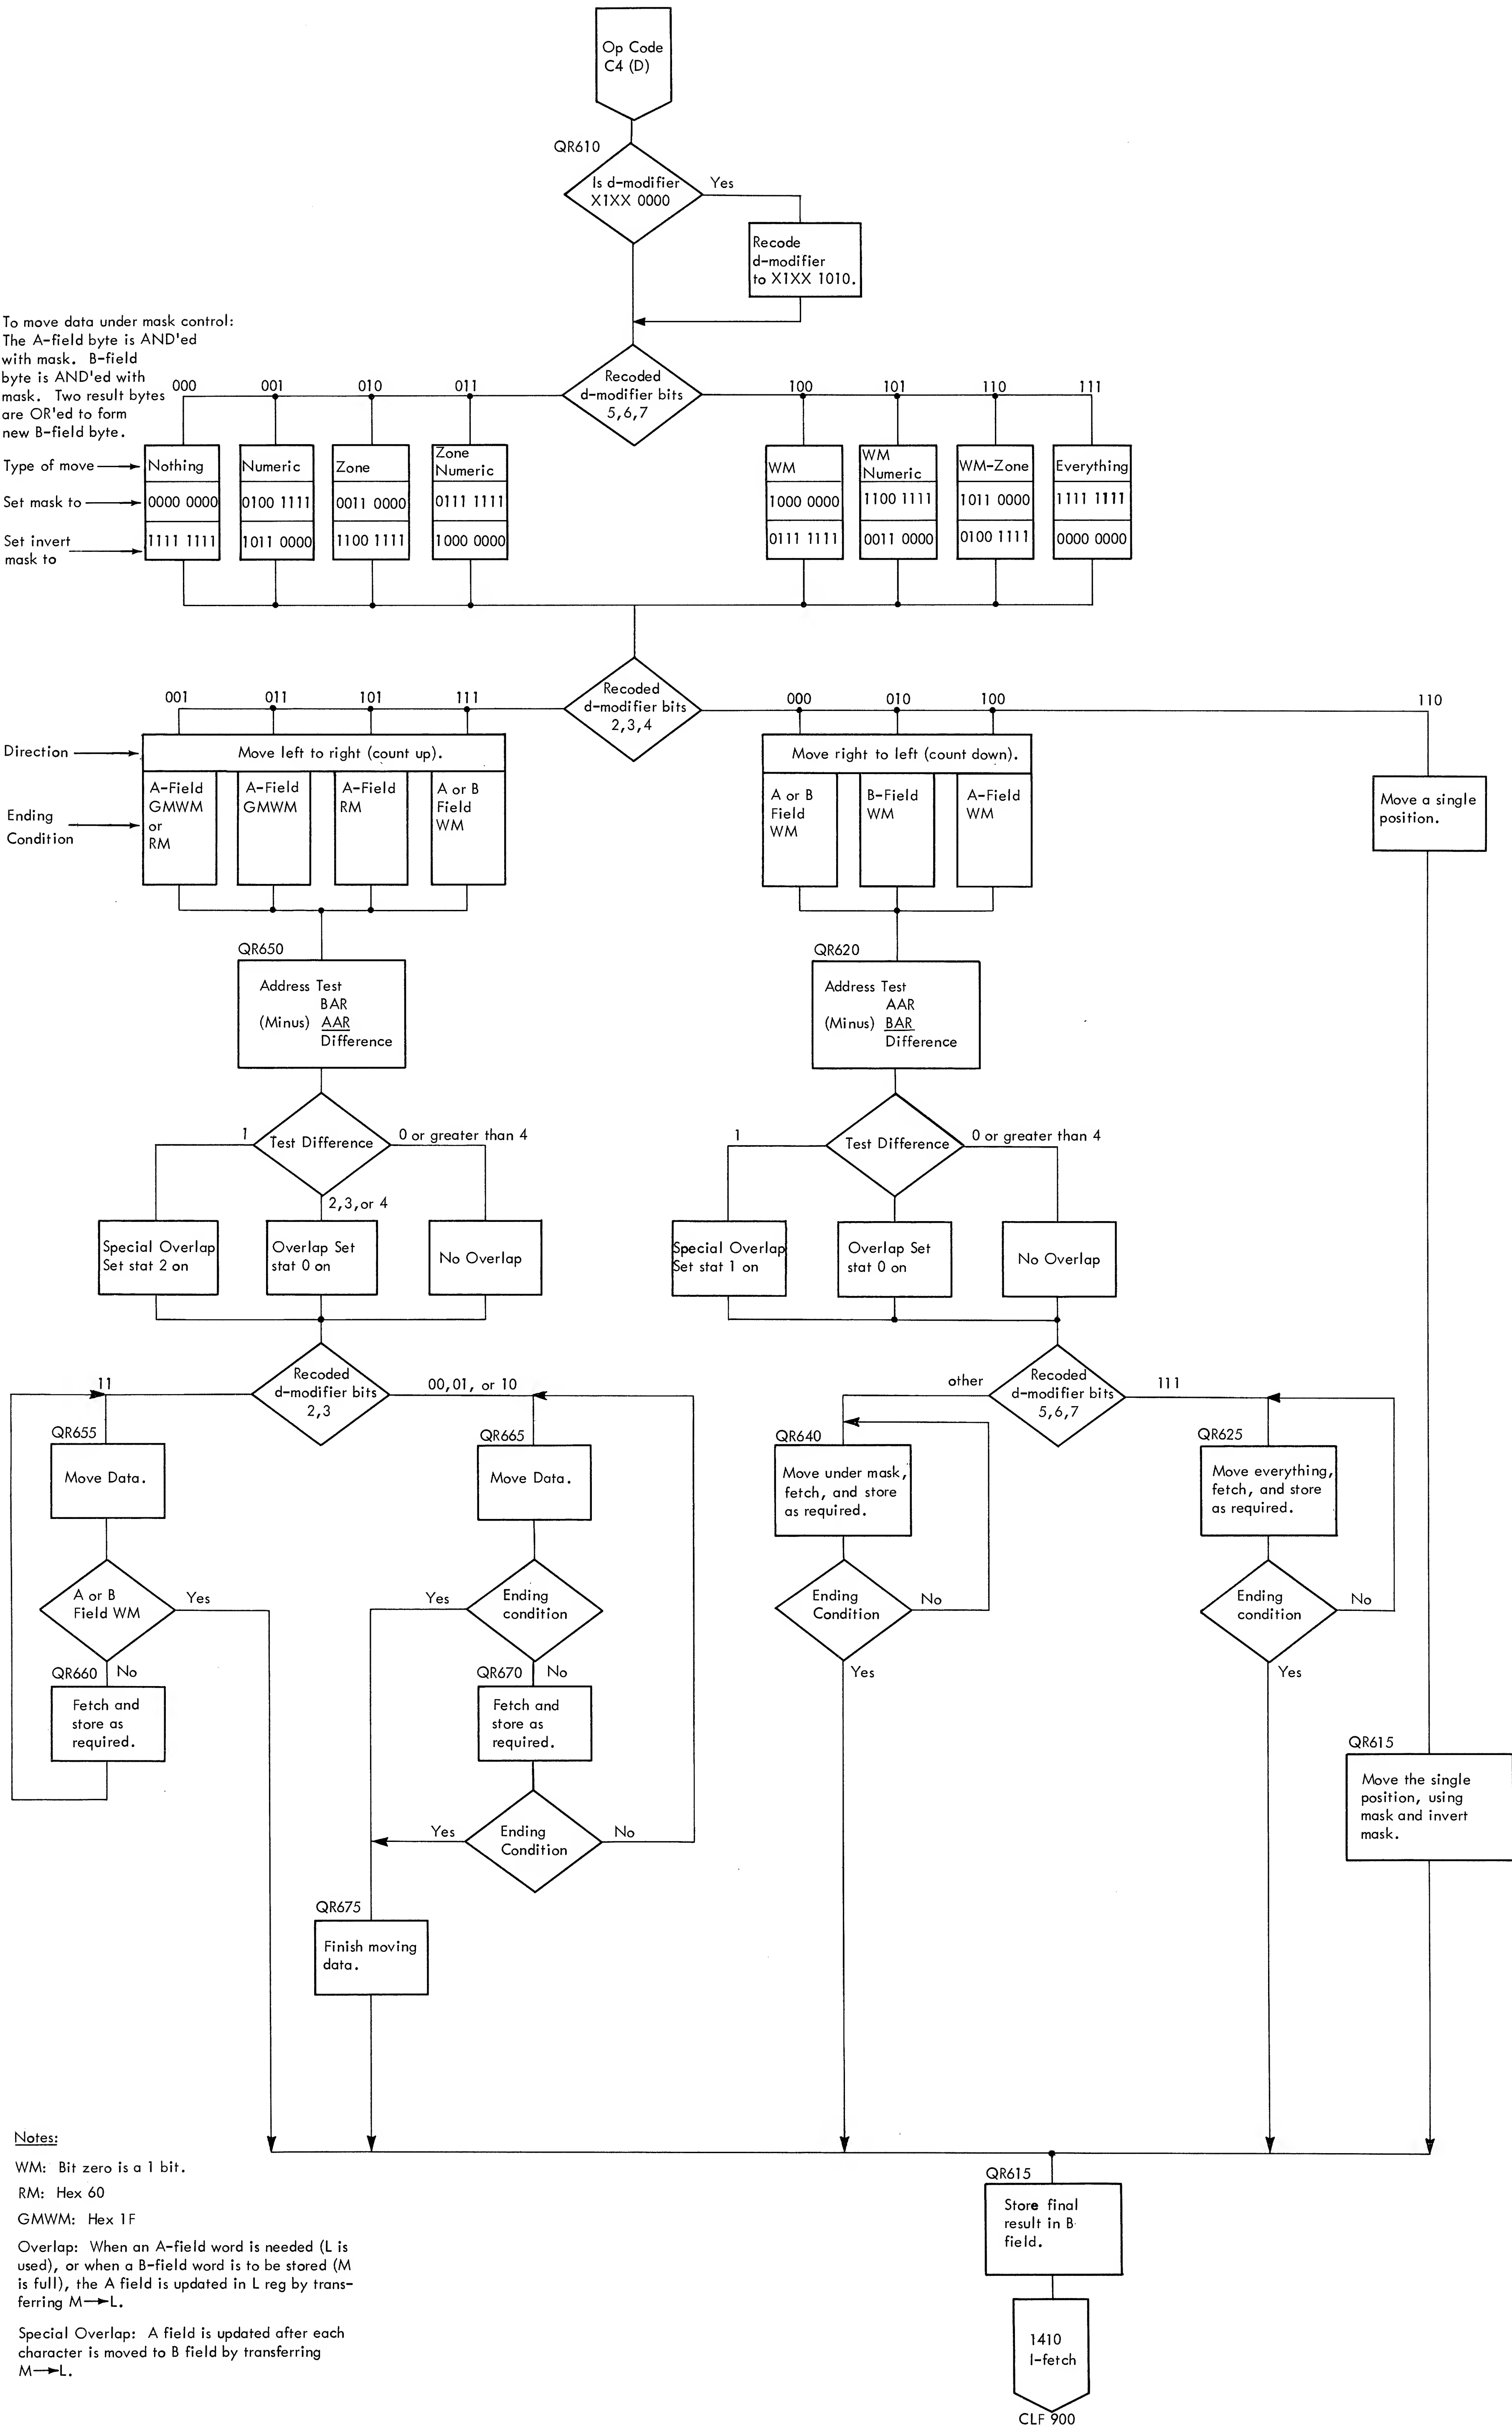 Op Code
C4 (D)
QR610
Is d-modifier
X1XX 0000
Yes
Recode
d-modifier
to X1XX 1010.
To move data under mask control:
The A-field byte is AND'ed
with mask. B-field
byte is AND'ed with
mask. Two result bytes
are OR'ed to form
new B-field byte.
000
001
010
011
Recoded
d-modifier bits
5,6,7
100
101
110
111
Type of move
Nothing
Numeric
Zone
Zone
Numeric
WM
WM
Numeric
WM-Zone
Everything
Set mask to
0000 0000
0100 1111
0011 0000
0111 1111
1000 0000
1100 1111
1011 0000
1111 1111
Set invert
mask to
1111 1111
1011 0000
1100 1111
1000 0000
0111 1111
0011 0000
0100 1111
0000 0000
001
011
101
111
Recoded
d-modifier bits
2,3,4
000
010
100
110
Direction
Move left to right (count up).
Move right to left (count down).
Ending
Condition
A-Field
GMWM
or
RM
A-Field
GMWM
A-Field
RM
A or B
Field
WM
A or B
Field
WM
B-Field
WM
A-Field
WM
Move a single
position.
QR650
Address Test
BAR
(Minus) AAR
Difference
QR620
Address Test
AAR
(Minus) BAR
Difference
1
Test Difference
0 or greater than 4
2,3,or 4
1
Test Difference
0 or greater than 4
Special Overlap
Set stat 2 on
Overlap Set
stat 0 on
No Overlap
Special Overlap
Set stat 1 on
Overlap Set
stat 0 on
No Overlap
11
Recoded
d-modifier bits
2,3
00,01, or 10
other
Recoded
d-modifier bits
5,6,7
111
QR655
Move Data.
QR665
Move Data.
QR640
Move under mask,
fetch, and store
as required.
QR625
Move everything,
fetch, and store
as required.
A or B
Field WM
Yes
Yes
Ending
condition
Ending
Condition
No
Ending
condition
No
QR660
No
Fetch and
store as
required.
QR670
No
Fetch and
store as
required.
Yes
Yes
QR615
Move the single
position, using
mask and invert
mask.
Yes
Ending
Condition
No
QR675
Finish moving
data.
Notes:
WM: Bit zero is a 1 bit.
RM: Hex 60
GMWM: Hex 1F
Overlap: When an A-field word is needed (L is
used), or when a B-field word is to be stored (M
is full), the A field is updated in L reg by trans-
ferring M→L.
Special Overlap: A field is updated after each
character is moved to B field by transferring
M→L.
QR615
Store final
result in B
field.
1410
I-fetch
CLF 900